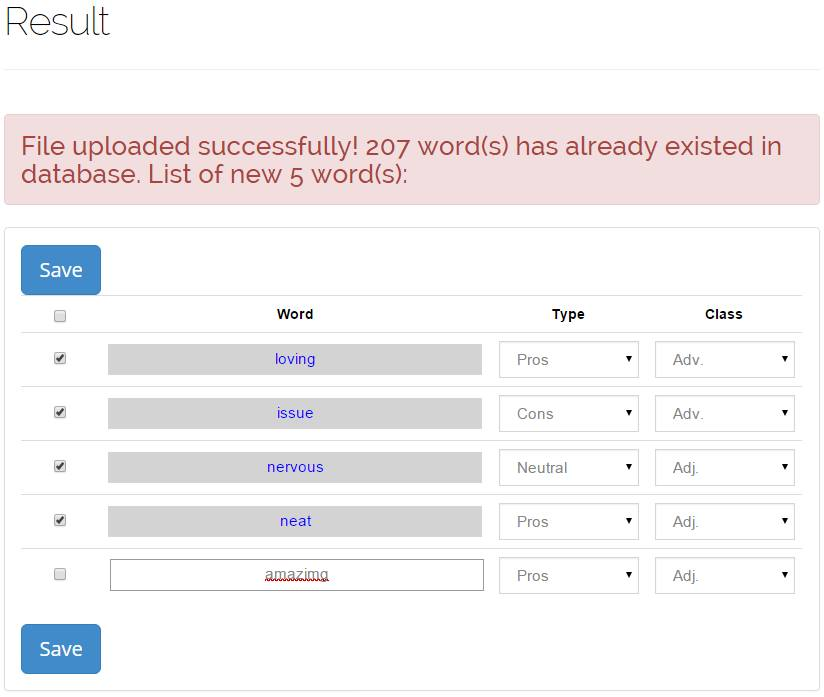 Result
File uploaded successfully! 207 word(s) has already existed in
database. List of new 5 word(s):
Save
Word Type Class
loving Pros Adv.
issue Cons Adv.
nervous Neutral Adj.
neat Pros Adj.
amazimg Pros Adj.
Save